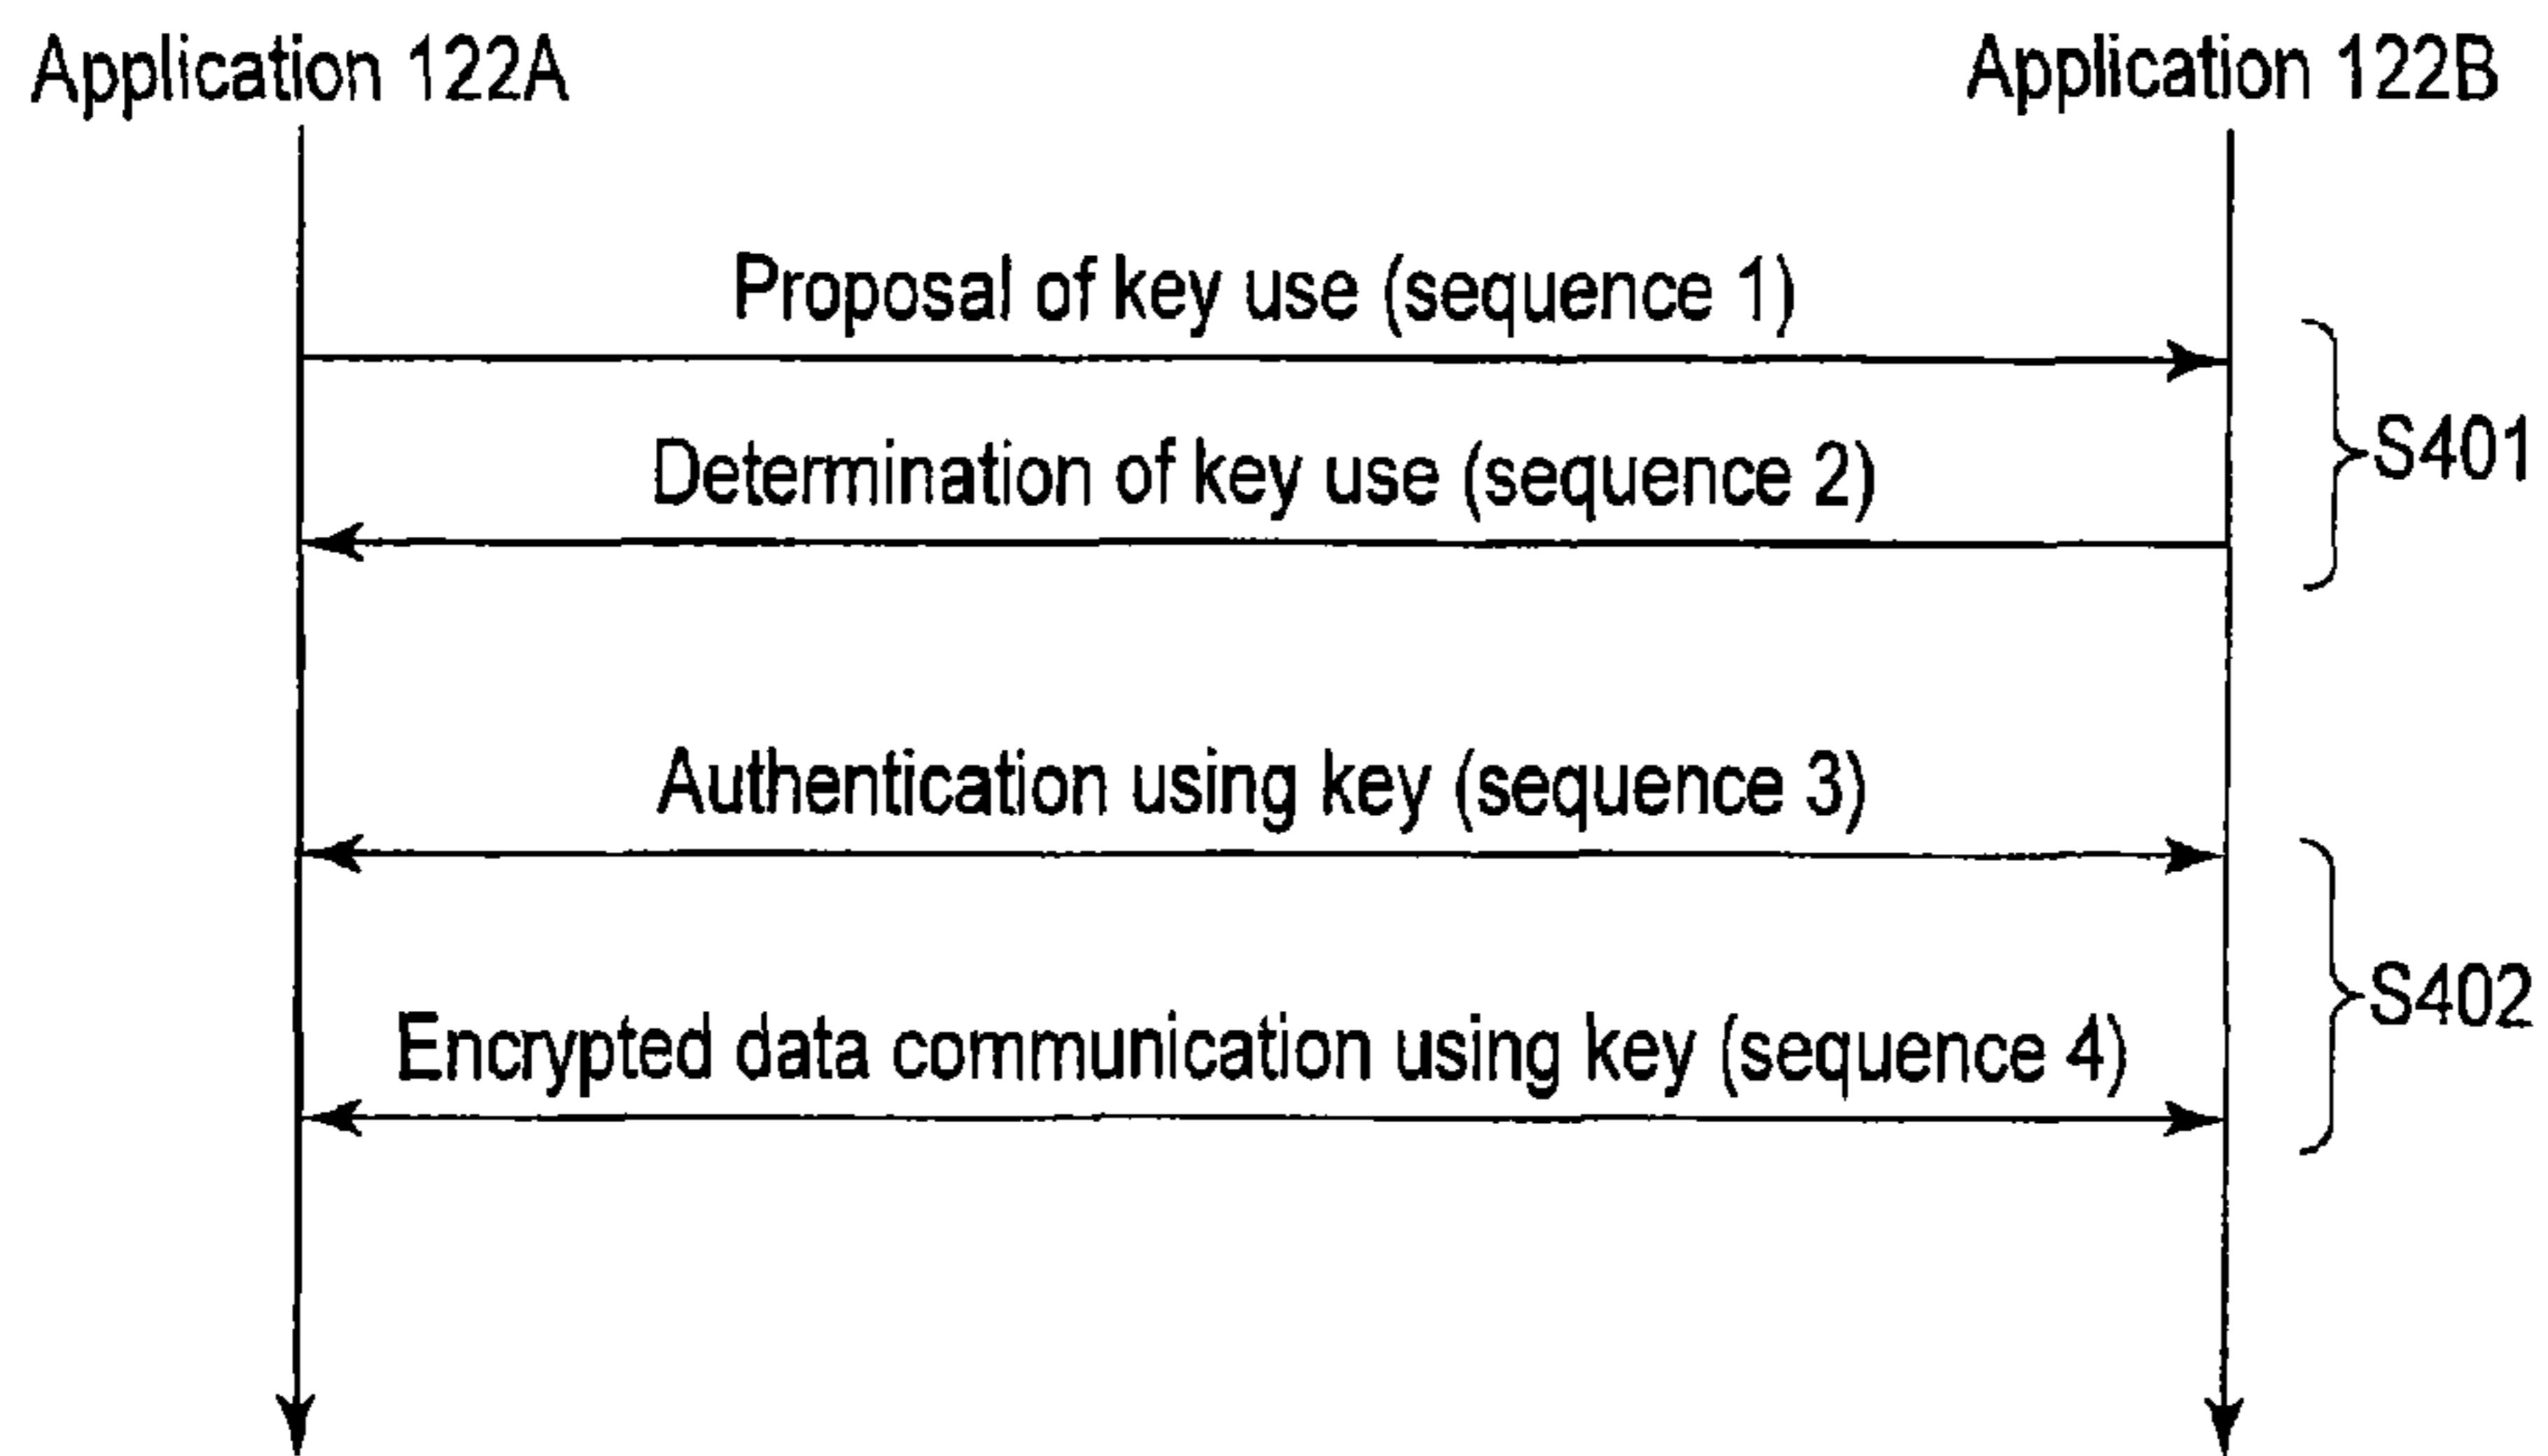 Application 122A
Application 122B
Proposal of key use (sequence 1)
Determination of key use (sequence 2)
S401
Authentication using key (sequence 3)
Encrypted data communication using key (sequence 4)
S402